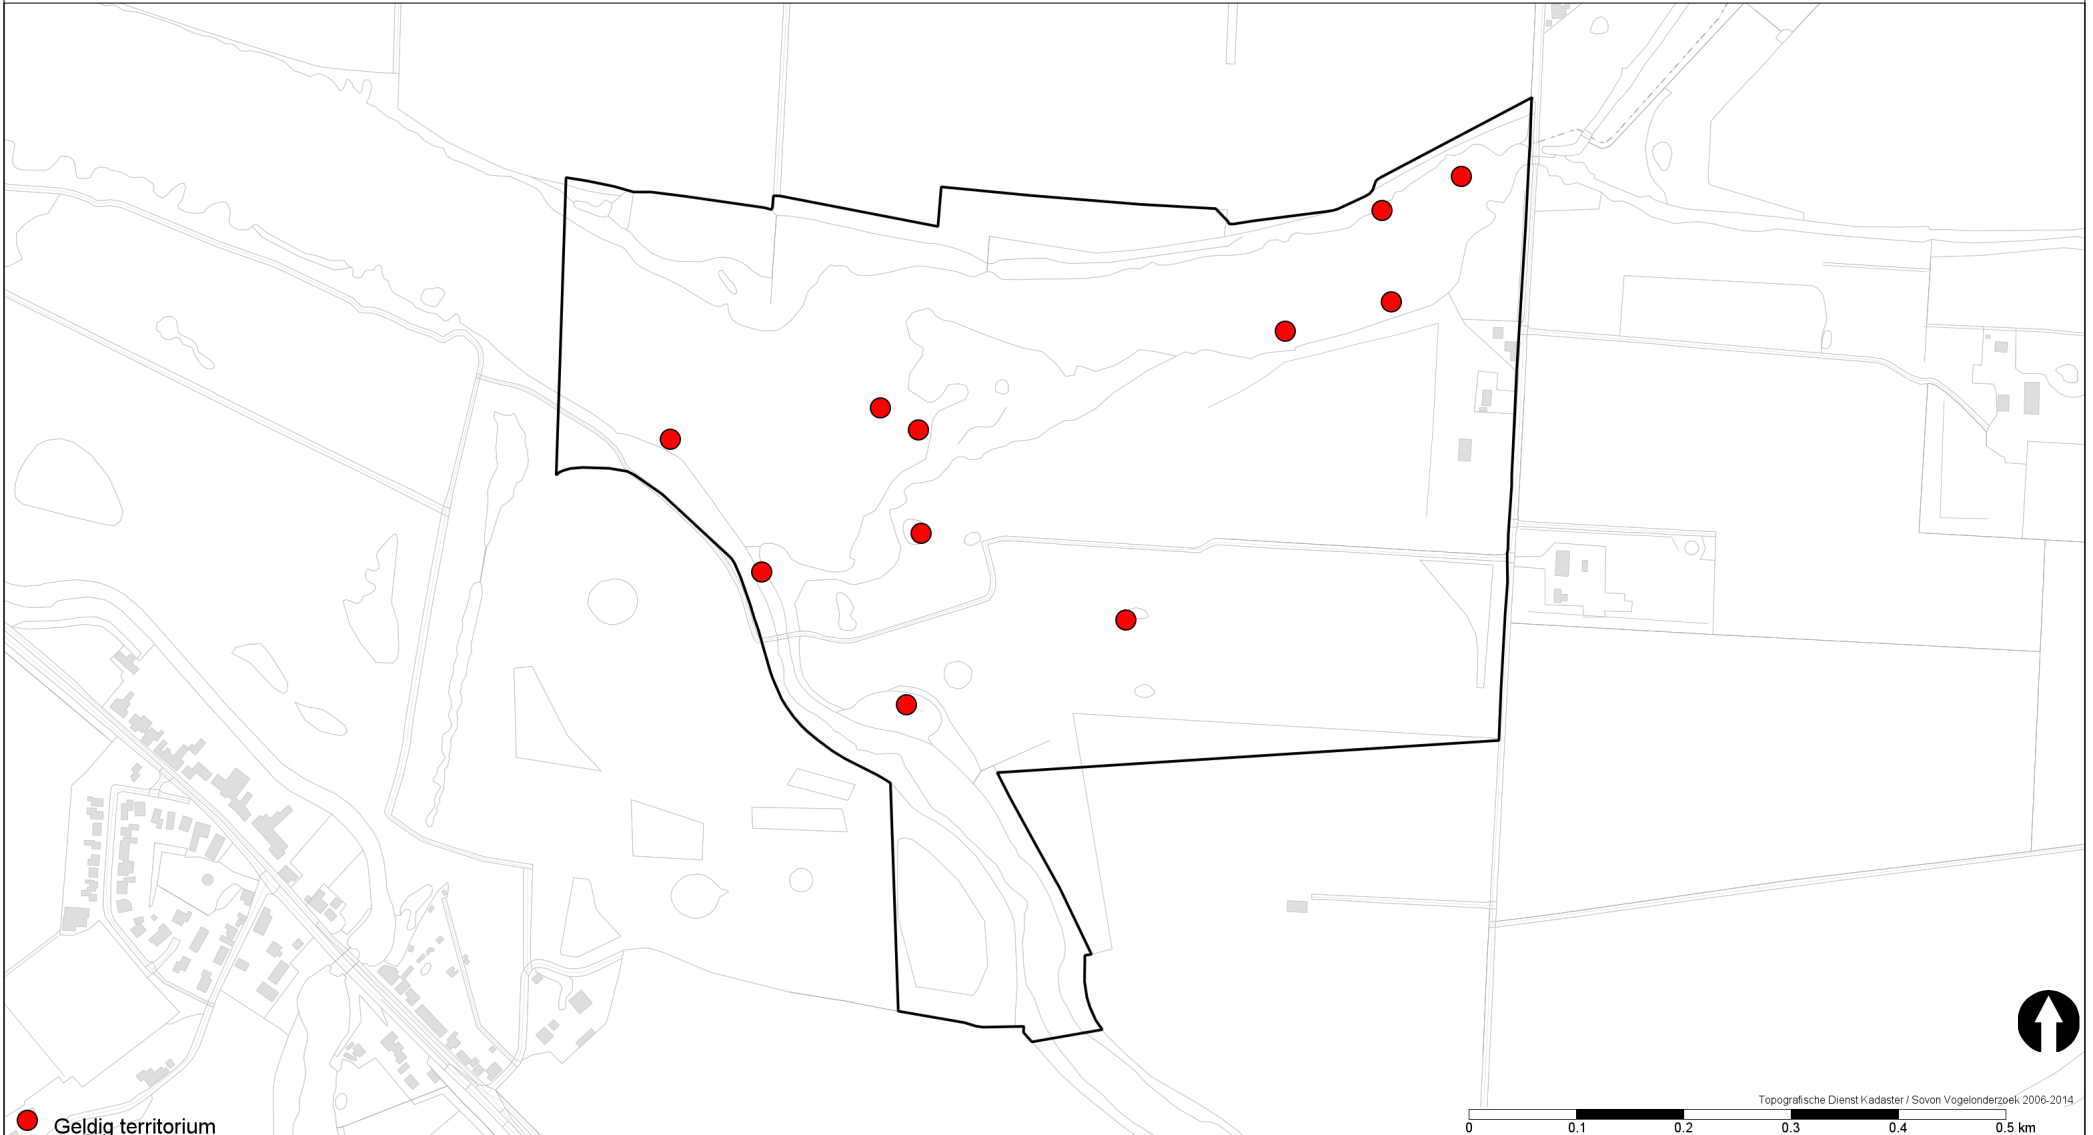 Topografische Dienst Kadaster / Sovon Vogelonderzoek 2006-2014
Geldig territorium
0 0.1 0.2 0.3 0.4 0.5 km